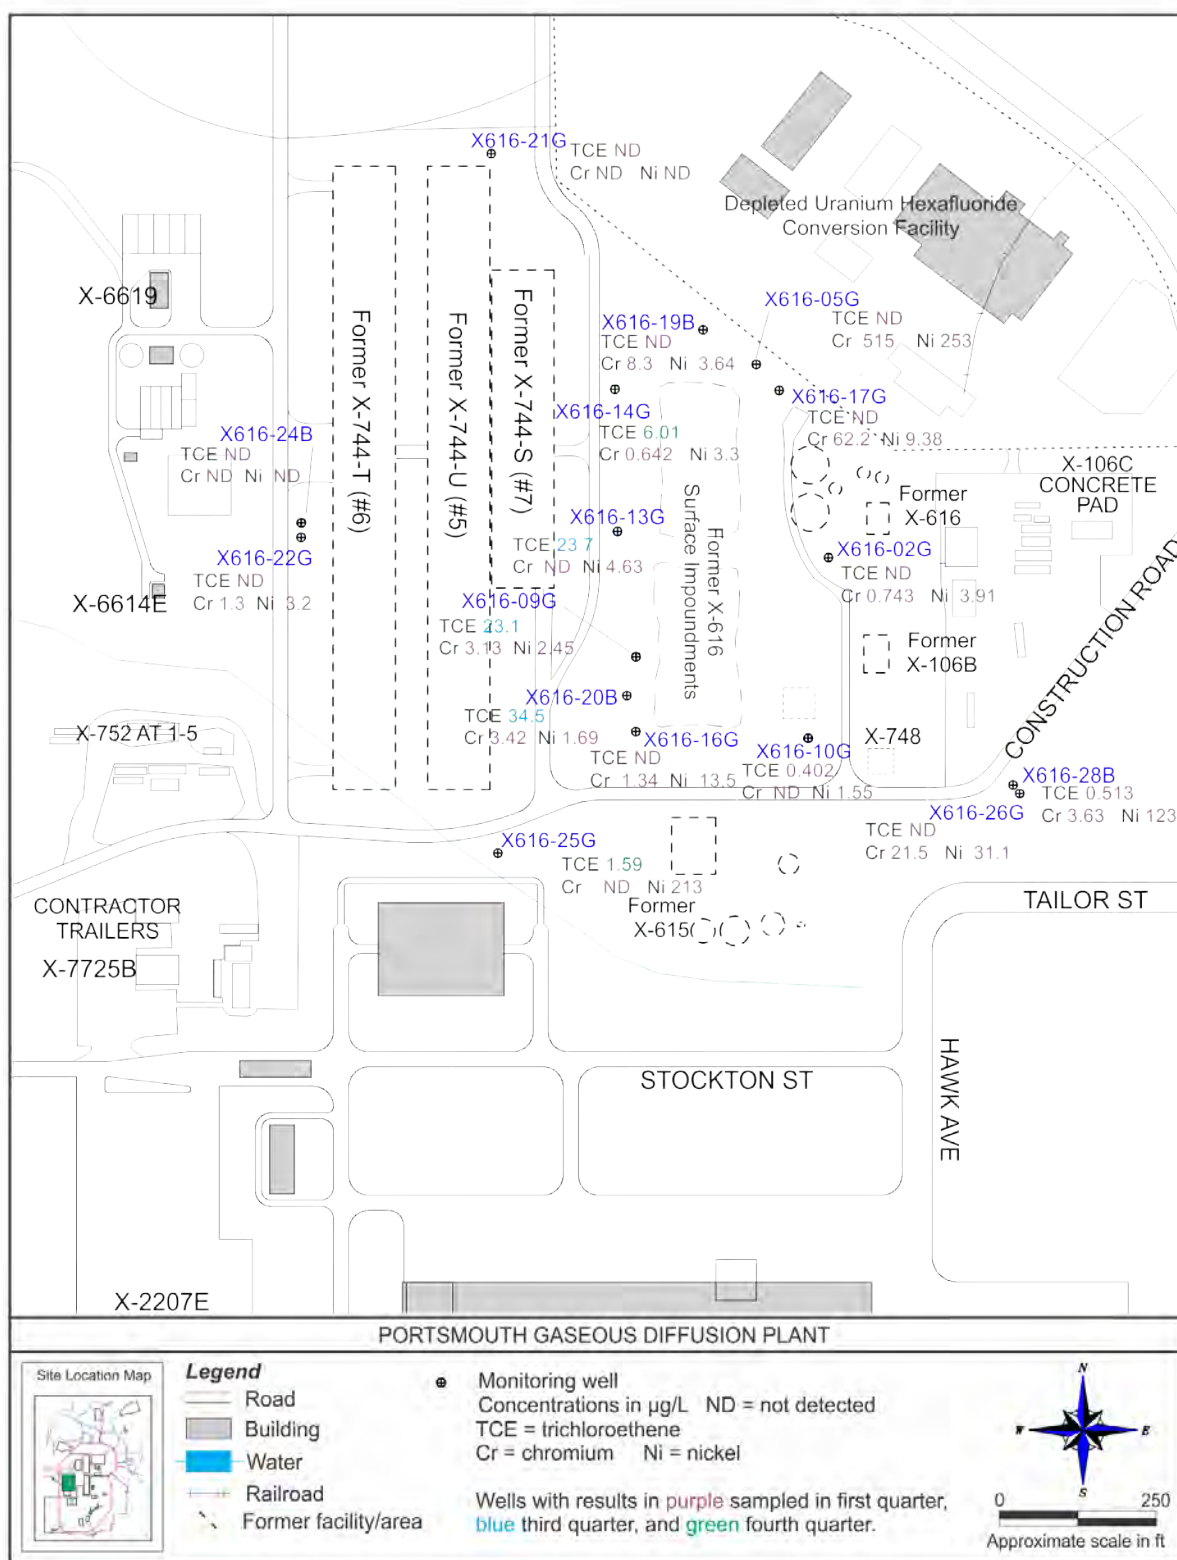 X616-21G
TCE ND
Cr ND Ni ND
Depleted Uranium Hexafluoride
Conversion Facility
X-6619
X616-05G
TCE ND
Cr 515 Ni 253
X616-19B
TCE ND
Cr 8.3 Ni 3.64
Former X-744-T (#6)
Former X-744-U (#5)
Former X-744-S (#7)
X616-14G
TCE 6.01
Cr 0.642 Ni 3.3
X616-17G
TCE ND
Cr 62.2 Ni 9.38
X616-24B
TCE ND
Cr ND Ni ND
X-106C
CONCRETE
PAD
Former
X-616
Former X-616
Surface Impoundments
X616-13G
TCE 23.7
Cr ND Ni 4.63
X616-22G
TCE ND
Cr 1.3 Ni 3.2
X616-02G
TCE ND
Cr 0.743 Ni 3.91
X-6614E
X616-09G
TCE 23.1
Cr 3.13 Ni 2.45
Former
X-106B
CONSTRUCTION ROAD
X616-20B
TCE 34.5
Cr 3.42 Ni 1.69
X-752 AT 1-5
X616-16G
TCE ND
Cr 1.34 Ni 13.5
X616-10G
TCE 0.402
Cr ND Ni 1.55
X-748
X616-28B
TCE 0.513
Cr 3.63 Ni 123
X616-26G
TCE ND
Cr 21.5 Ni 31.1
X616-25G
TCE 1.59
Cr ND Ni 213
Former
X-615
CONTRACTOR
TRAILERS
X-7725B
TAILOR ST
HAWK AVE
STOCKTON ST
X-2207E
PORTSMOUTH GASEOUS DIFFUSION PLANT
Site Location Map
Legend
Road
Building
Water
Railroad
Former facility/area
Monitoring well
Concentrations in µg/L ND = not detected
TCE = trichloroethene
Cr = chromium Ni = nickel
Wells with results in purple sampled in first quarter,
blue third quarter, and green fourth quarter.
N
W E
S
0 250
Approximate scale in ft